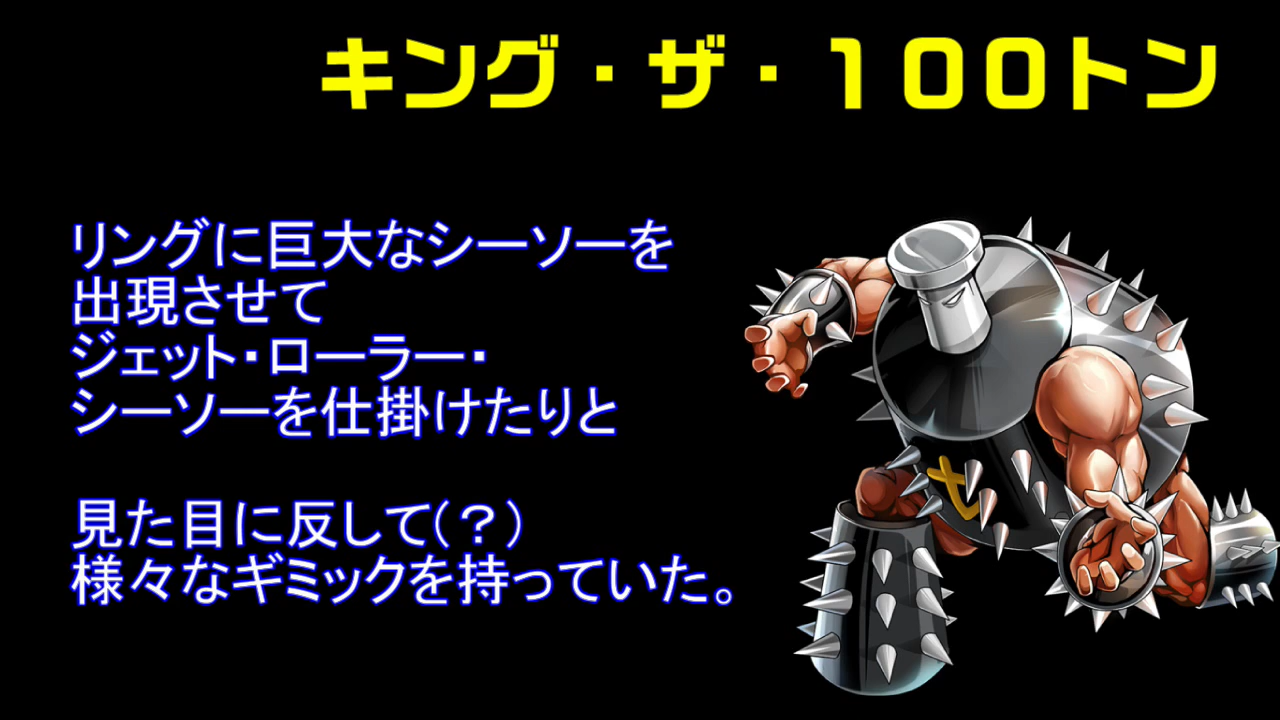 キング・ザ・１００トン
リングに巨大なシーソーを
出現させて
ジェット・ローラー・
シーソーを仕掛けたりと
見た目に反して（？）
様々なギミックを持っていた。
七